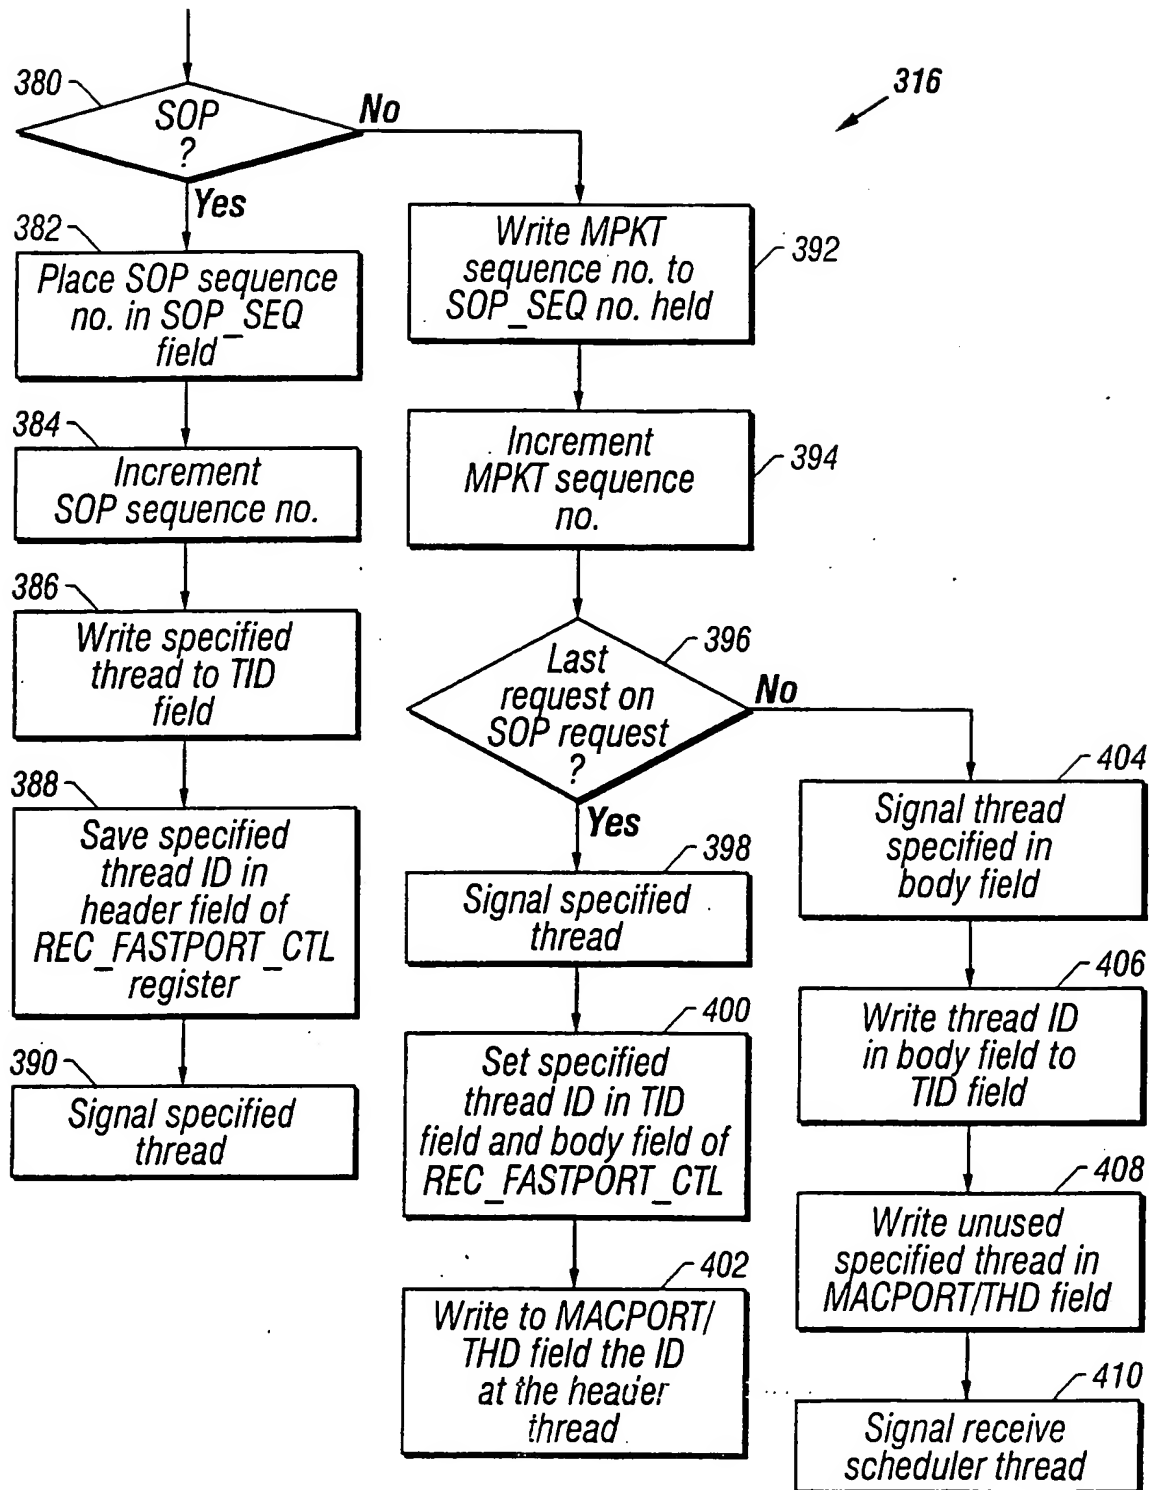 380
SOP
?
No
Yes
316
382
Place SOP sequence
no. in SOP_SEQ
field
384
Increment
SOP sequence no.
386
Write specified
thread to TID
field
388
Save specified
thread ID in
header field of
REC_FASTPORT_CTL
register
390
Signal specified
thread
392
Write MPKT
sequence no. to
SOP_SEQ no. held
394
Increment
MPKT sequence
no.
396
Last
request on
SOP request
?
No
Yes
398
Signal specified
thread
400
Set specified
thread ID in TID
field and body field of
REC_FASTPORT_CTL
402
Write to MACPORT/
THD field the ID
at the header
thread
404
Signal thread
specified in
body field
406
Write thread ID
in body field to
TID field
408
Write unused
specified thread in
MACPORT/THD field
410
Signal receive
scheduler thread